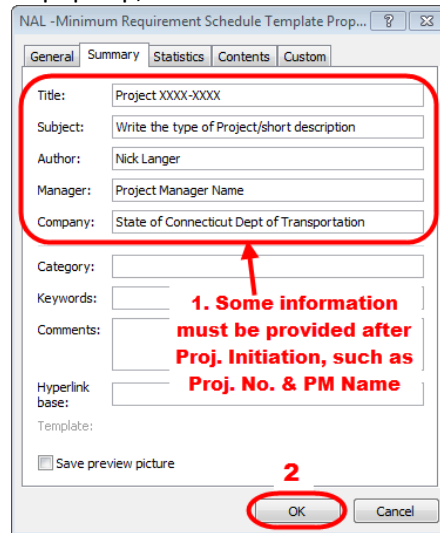 NAL -Minimum Requirement Schedule Template Prop...
General Summary Statistics Contents Custom
Title: Project XXXX-XXXX
Subject: Write the type of Project/short description
Author: Nick Langer
Manager: Project Manager Name
Company: State of Connecticut Dept of Transportation
Category:
Keywords:
Comments:
1. Some information
must be provided after
Proj. Initiation, such as
Proj. No. & PM Name
Hyperlink
base:
Template:
Save preview picture
2
OK Cancel